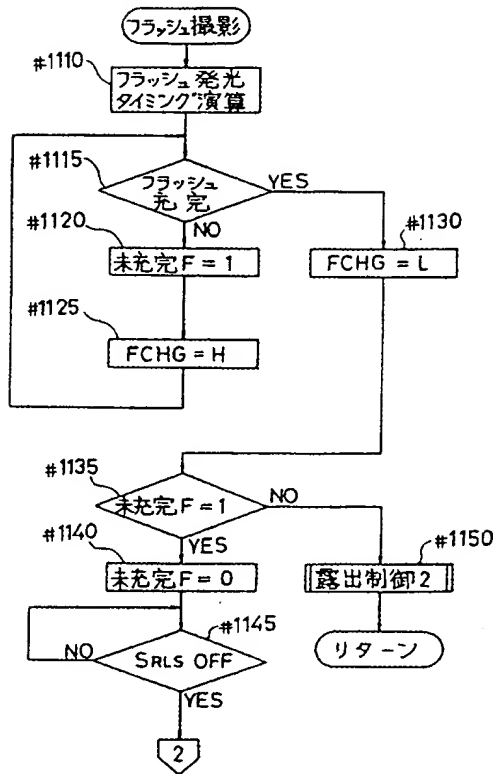 フラッシュ撮影
#1110
フラッシュ発光
タイミング演算
#1115
フラッシュ
充完
YES
NO
#1120
未充完F=1
#1130
FCHG=L
#1125
FCHG=H
#1135
未充完F=1
NO
YES
#1140
未充完F=0
#1150
露出制御2
#1145
SRLS OFF
NO
YES
リターン
2